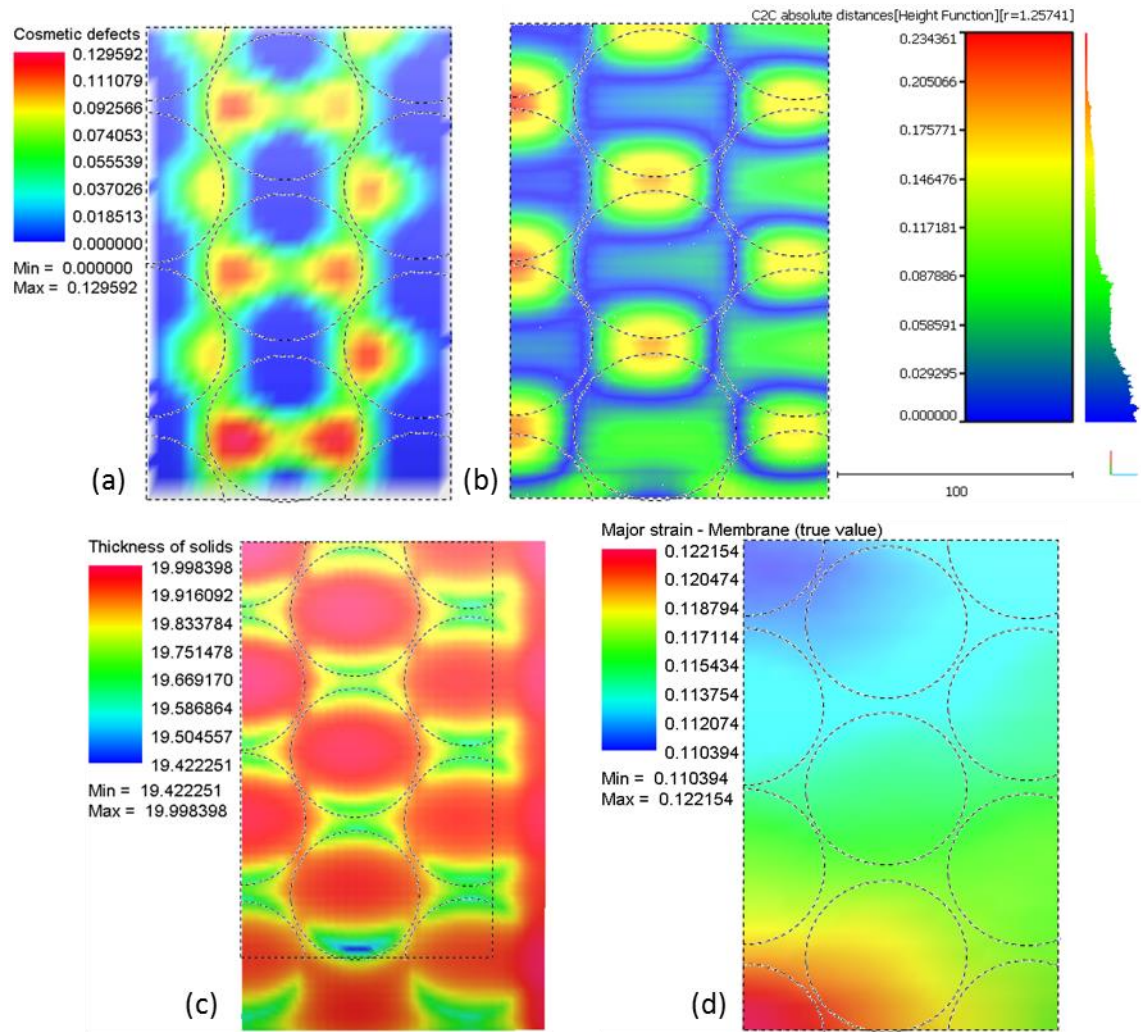 Cosmetic defects
0.129592
0.111079
0.092566
0.074053
0.055539
0.037026
0.018513
0.000000
Min = 0.000000
Max = 0.129592
(a)
C2C absolute distances[Height Function][r=1.25741]
0.234361
0.205066
0.175771
0.146476
0.117181
0.087886
0.058591
0.029295
0.000000
100
(b)
Thickness of solids
19.998398
19.916092
19.833784
19.751478
19.669170
19.586864
19.504557
19.422251
Min = 19.422251
Max = 19.998398
(c)
Major strain - Membrane (true value)
0.122154
0.120474
0.118794
0.117114
0.115434
0.113754
0.112074
0.110394
Min = 0.110394
Max = 0.122154
(d)